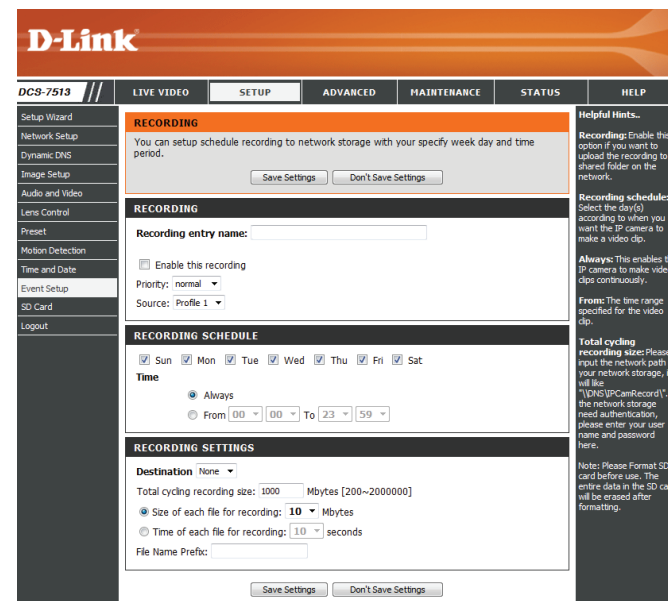 D-Link
DCS-7513 //
LIVE VIDEO SETUP ADVANCED MAINTENANCE STATUS HELP
Setup Wizard
Network Setup
Dynamic DNS
Image Setup
Audio and Video
Lens Control
Preset
Motion Detection
Time and Date
Event Setup
SD Card
Logout
RECORDING
You can setup schedule recording to network storage with your specify week day and time
period.
Save Settings Don't Save Settings
RECORDING
Recording entry name:
Enable this recording
Priority: normal
Source: Profile 1
RECORDING SCHEDULE
Sun Mon Tue Wed Thu Fri Sat
Time
Always
From 00 00 To 23 59
RECORDING SETTINGS
Destination None
Total cycling recording size: 1000 Mbytes [200~2000000]
Size of each file for recording: 10 Mbytes
Time of each file for recording: 10 seconds
File Name Prefix:
Save Settings Don't Save Settings
Helpful Hints..
Recording: Enable this
option if you want to
upload the recording to
shared folder on the
network.
Recording schedule:
Select the day(s)
according to when you
want the IP camera to
make a video clip.
Always: This enables t
IP camera to make vide
clips continuously.
From: The time range
specified for the video
clip.
Total cycling
recording size: Please
input the network path
your network storage, i
will like
"\\DNS\IPCamRecord\".
the network storage
need authentication,
please enter your user
name and password
here.
Note: Please Format SD
card before use. The
entire data in the SD ca
will be erased after
formatting.